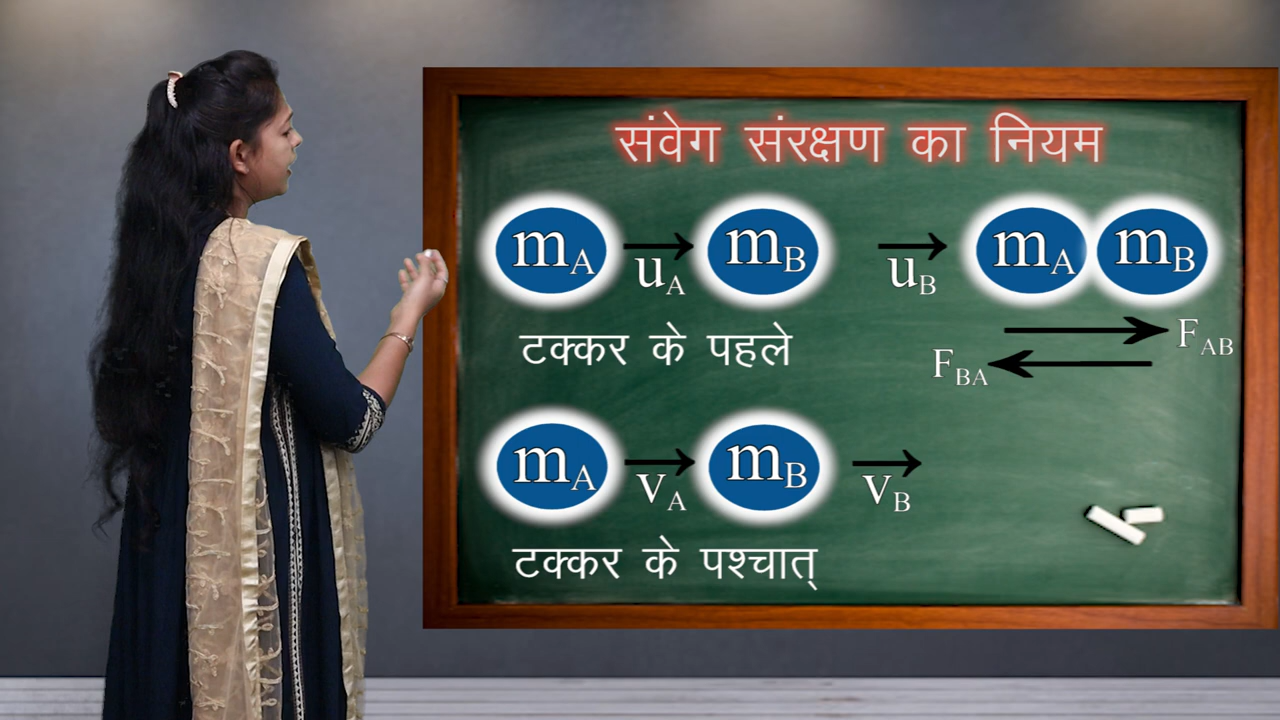 संवेग संरक्षण का नियम
mA uA mB uB mA mB
टक्कर के पहले
FAB
FBA
mA vA mB vB
टक्कर के पश्चात्